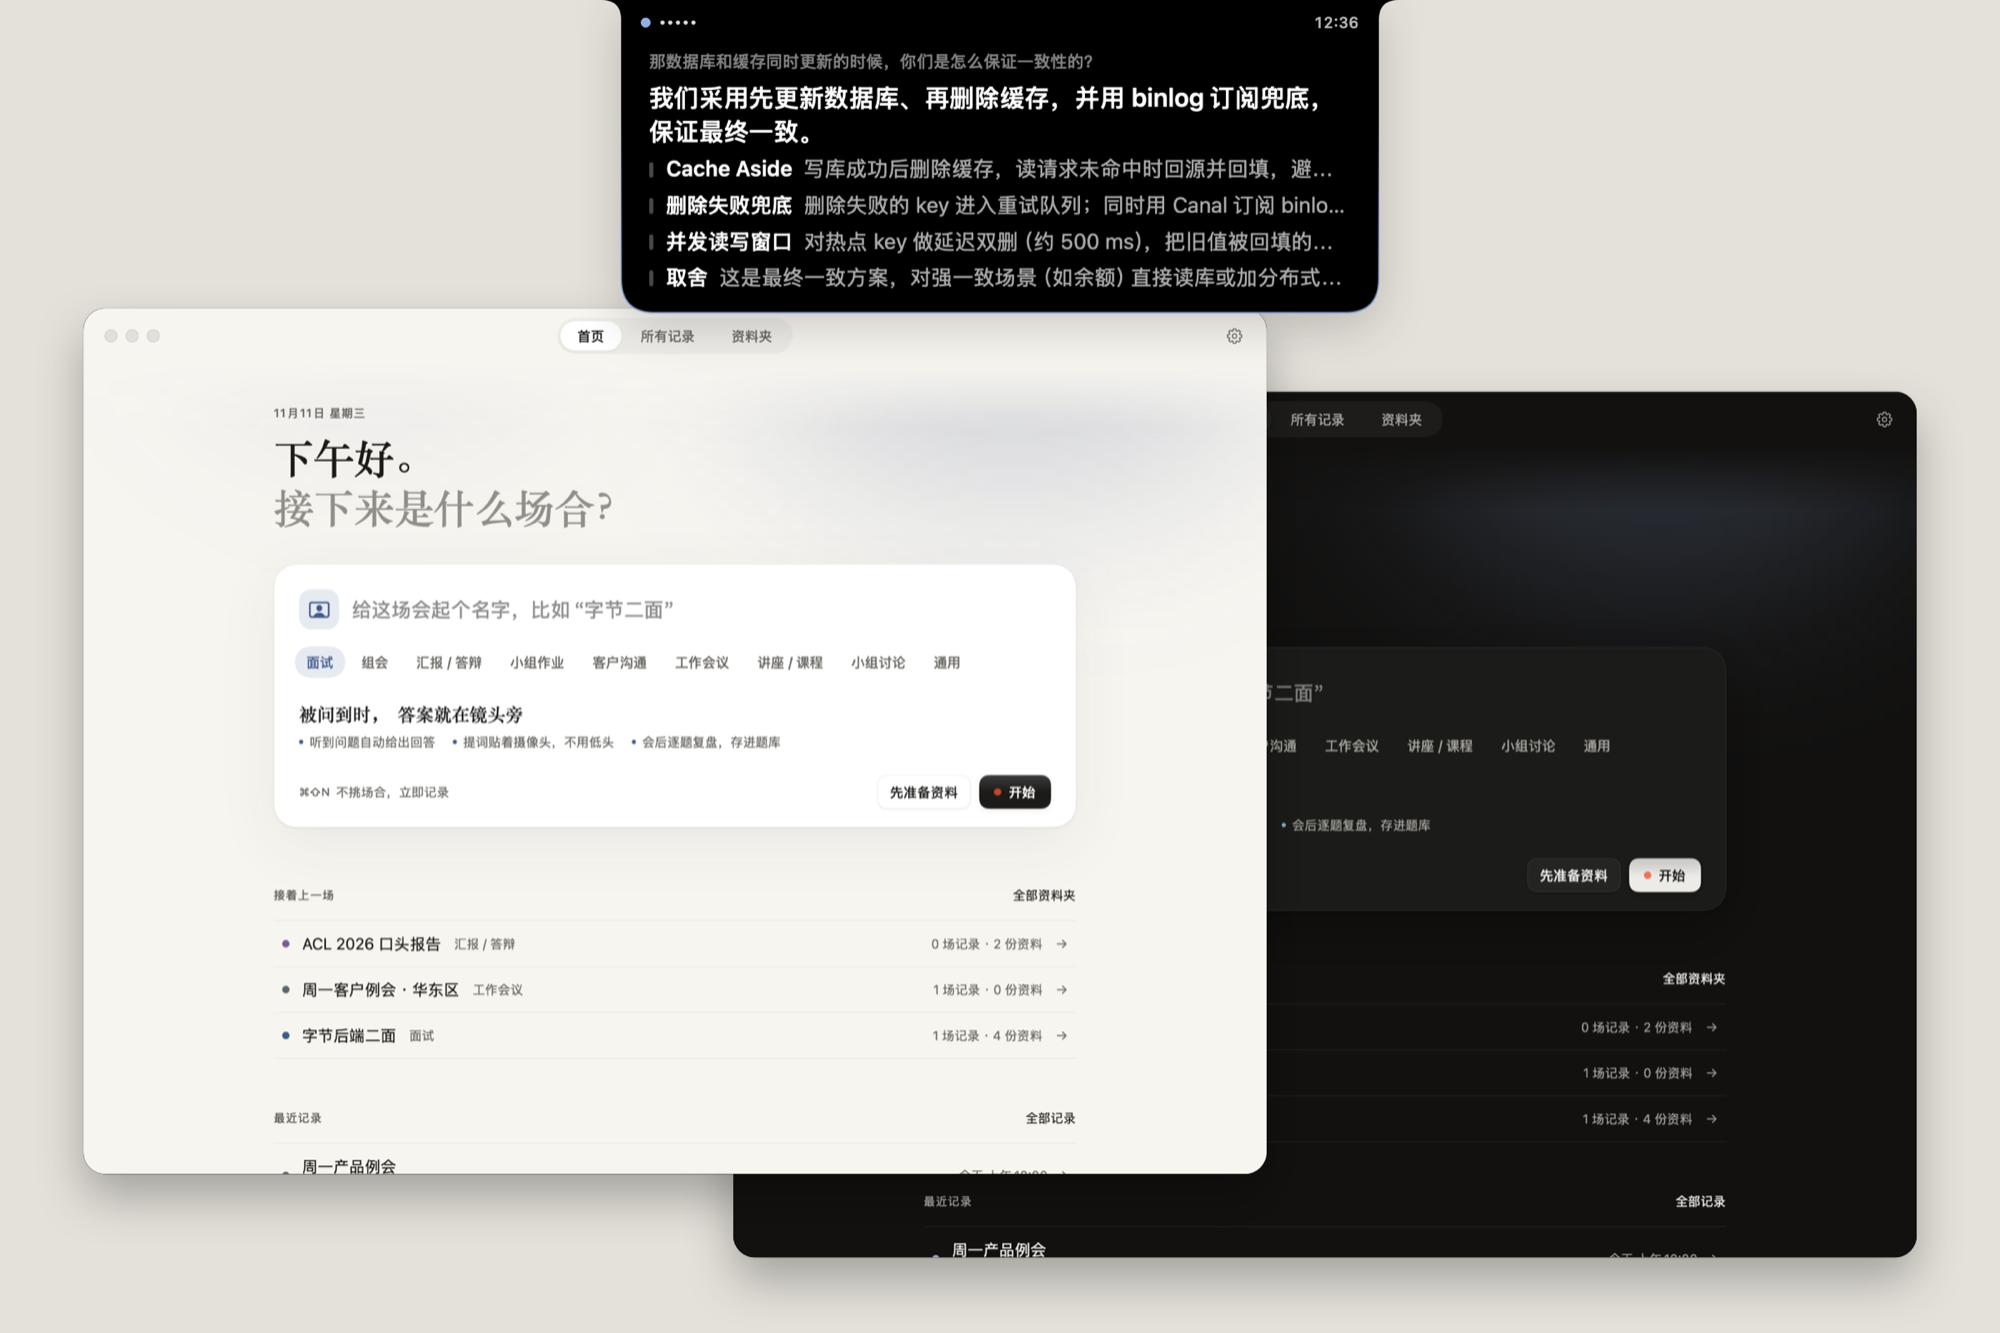 12:36
那数据库和缓存同时更新的时候，你们是怎么保证一致性的？
我们采用先更新数据库、再删除缓存，并用 binlog 订阅兜底，
保证最终一致。
Cache Aside 写库成功后删除缓存，读请求未命中时回源并回填，避…
删除失败兜底 删除失败的 key 进入重试队列；同时用 Canal 订阅 binlo…
并发读写窗口 对热点 key 做延迟双删（约 500 ms），把旧值被回填的…
取舍 这是最终一致方案，对强一致场景（如余额）直接读库或加分布式…
首页 所有记录 资料夹
11月11日 星期三
下午好。
接下来是什么场合？
给这场会起个名字，比如“字节二面”
面试 组会 汇报 / 答辩 小组作业 客户沟通 工作会议 讲座 / 课程 小组讨论 通用
被问到时， 答案就在镜头旁
• 听到问题自动给出回答 • 提词贴着摄像头，不用低头 • 会后逐题复盘，存进题库
⌘⇧N 不挑场合，立即记录
先准备资料 开始
接着上一场 全部资料夹
ACL 2026 口头报告 汇报 / 答辩 0 场记录 · 2 份资料 →
周一客户例会 · 华东区 工作会议 1 场记录 · 0 份资料 →
字节后端二面 面试 1 场记录 · 4 份资料 →
最近记录 全部记录
周一产品例会
所有记录 资料夹
二面”
沟通 工作会议 讲座 / 课程 小组讨论 通用
• 会后逐题复盘，存进题库
先准备资料 开始
全部资料夹
0 场记录 · 2 份资料 →
1 场记录 · 0 份资料 →
1 场记录 · 4 份资料 →
最近记录 全部记录
周一产品例会